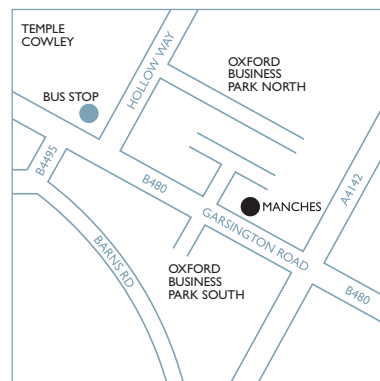 TEMPLE
COWLEY
OXFORD
BUSINESS
PARK NORTH
HOLLOW WAY
BUS STOP
B4495
B480
A4142
MANCHES
GARSINGTON ROAD
BARNS RD
OXFORD
BUSINESS
PARK SOUTH
B480